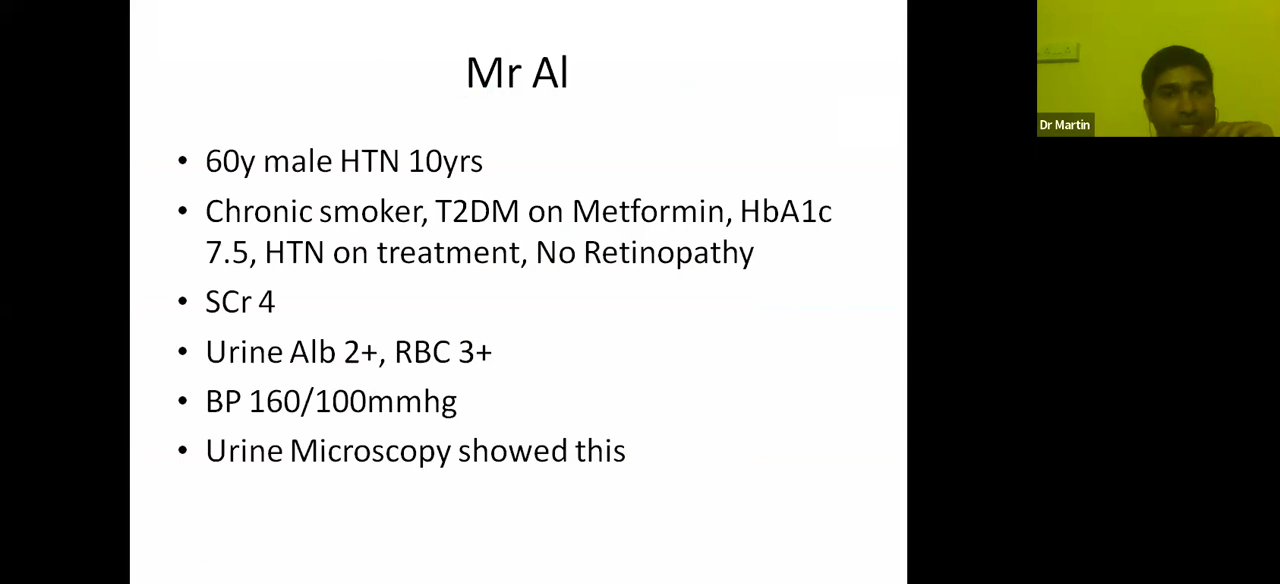 Mr Al
• 60y male HTN 10yrs
• Chronic smoker, T2DM on Metformin, HbA1c
7.5, HTN on treatment, No Retinopathy
• SCr 4
• Urine Alb 2+, RBC 3+
• BP 160/100mmhg
• Urine Microscopy showed this
Dr Martin